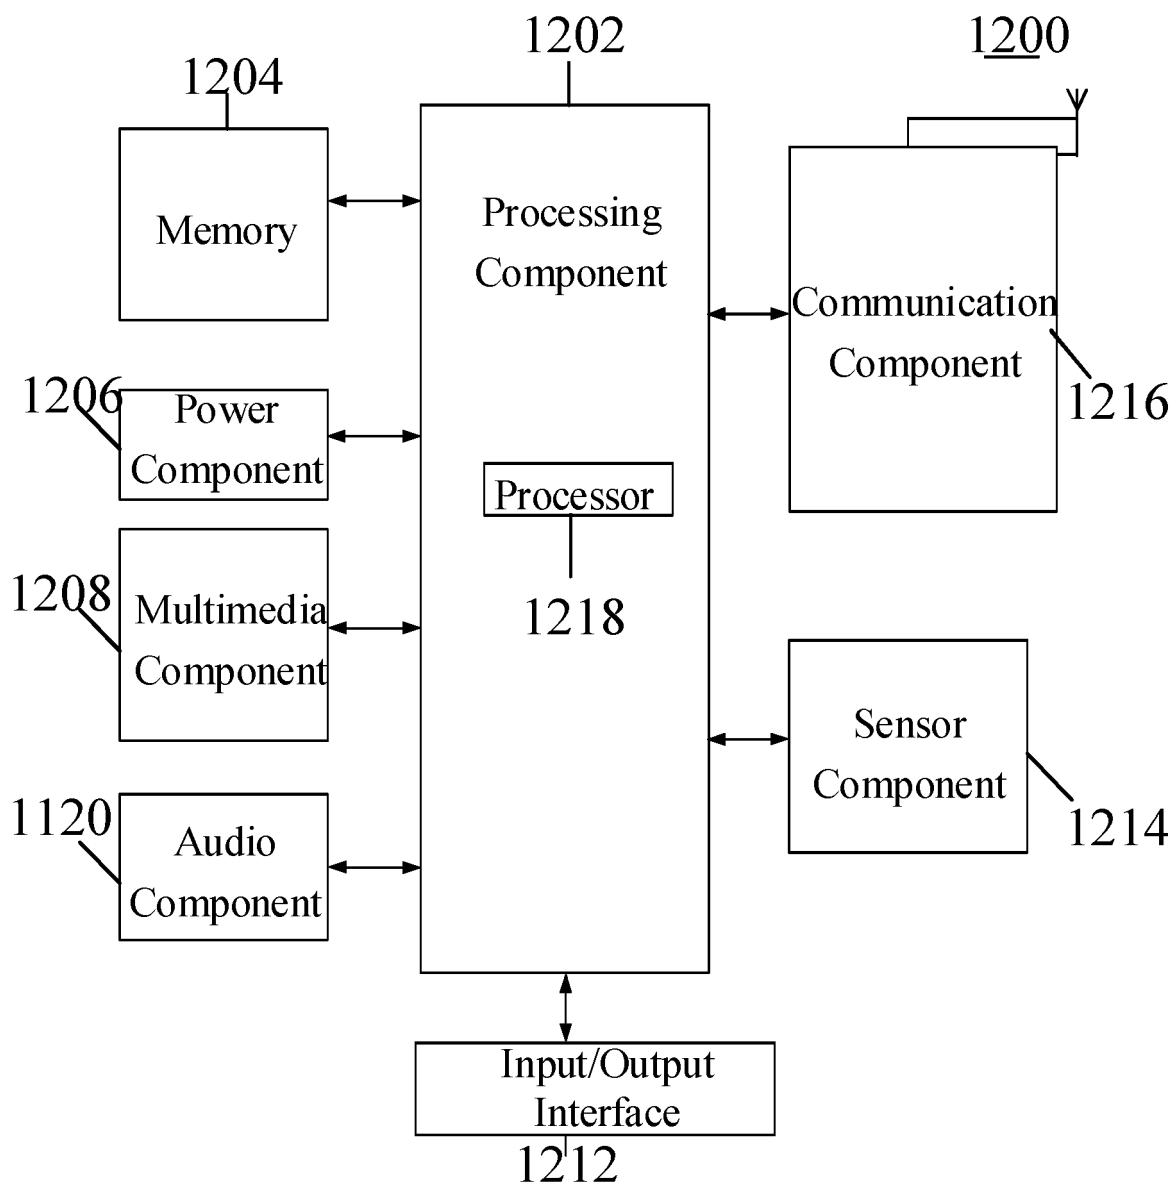 1202
1200
1204
Memory
Processing
Component
Communication
Component
1216
1206
Power
Component
Processor
1218
1208
Multimedia
Component
Sensor
Component
1214
1120
Audio
Component
Input/Output
Interface
1212